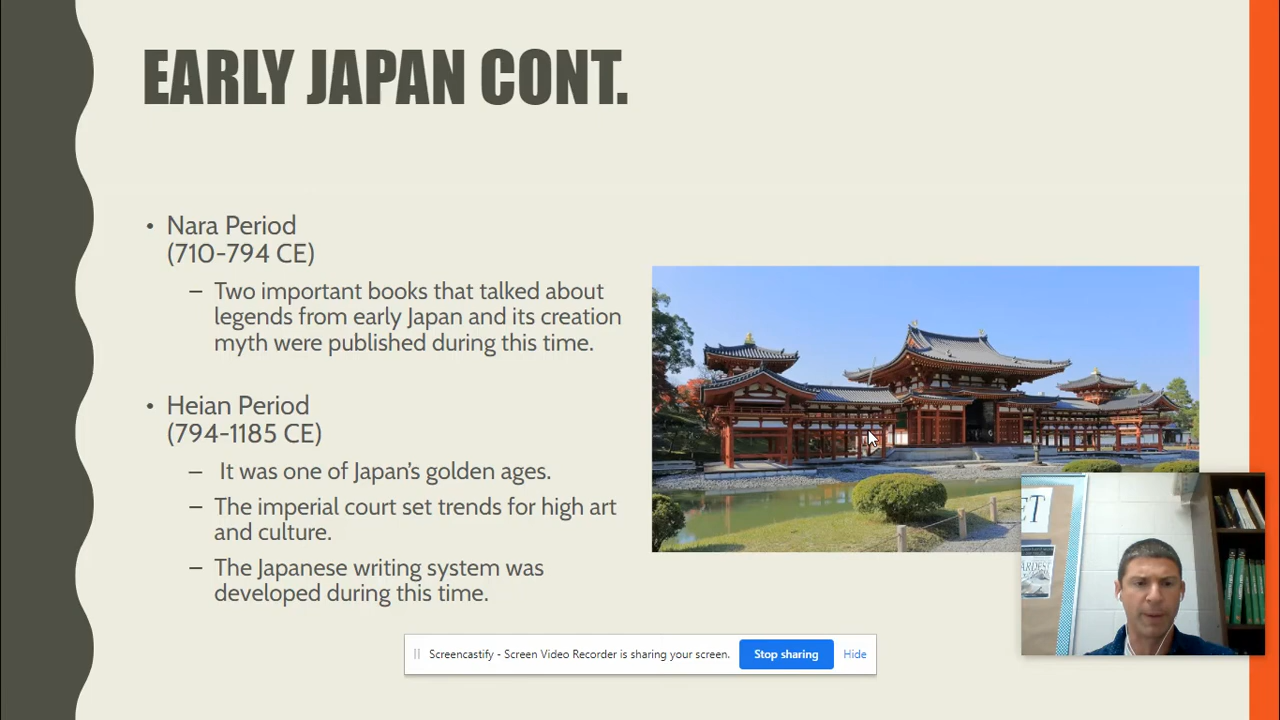 EARLY JAPAN CONT.
• Nara Period
(710-794 CE)
– Two important books that talked about
legends from early Japan and its creation
myth were published during this time.
• Heian Period
(794-1185 CE)
– It was one of Japan's golden ages.
– The imperial court set trends for high art
and culture.
– The Japanese writing system was
developed during this time.
ET
Screencastify - Screen Video Recorder is sharing your screen.
Stop sharing
Hide